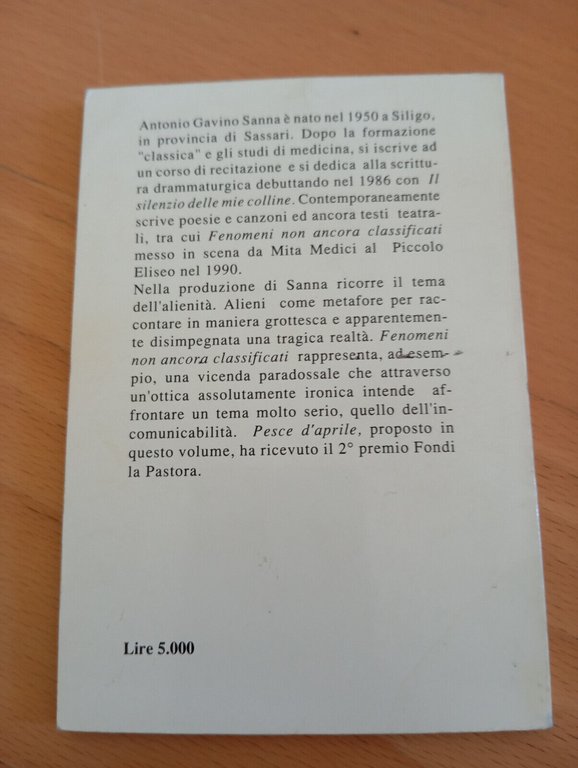 Antonio Gavino Sanna è nato nel 1950 a Siligo,
in provincia di Sassari. Dopo la formazione
"classica" e gli studi di medicina, si iscrive ad
un corso di recitazione e si dedica alla scrittu-
ra drammaturgica debuttando nel 1986 con Il
silenzio delle mie colline. Contemporaneamente
scrive poesie e canzoni ed ancora testi teatra-
li, tra cui Fenomeni non ancora classificati
messo in scena da Mita Medici al Piccolo
Eliseo nel 1990.
Nella produzione di Sanna ricorre il tema
dell'alienità. Alieni come metafore per rac-
contare in maniera grottesca e apparentemen-
te disimpegnata una tragica realtà. Fenomeni
non ancora classificati rappresenta, ad esem-
pio, una vicenda paradossale che attraverso
un'ottica assolutamente ironica intende af-
frontare un tema molto serio, quello dell'in-
comunicabilità. Pesce d'aprile, proposto in
questo volume, ha ricevuto il 2° premio Fondi
la Pastora.
Lire 5.000